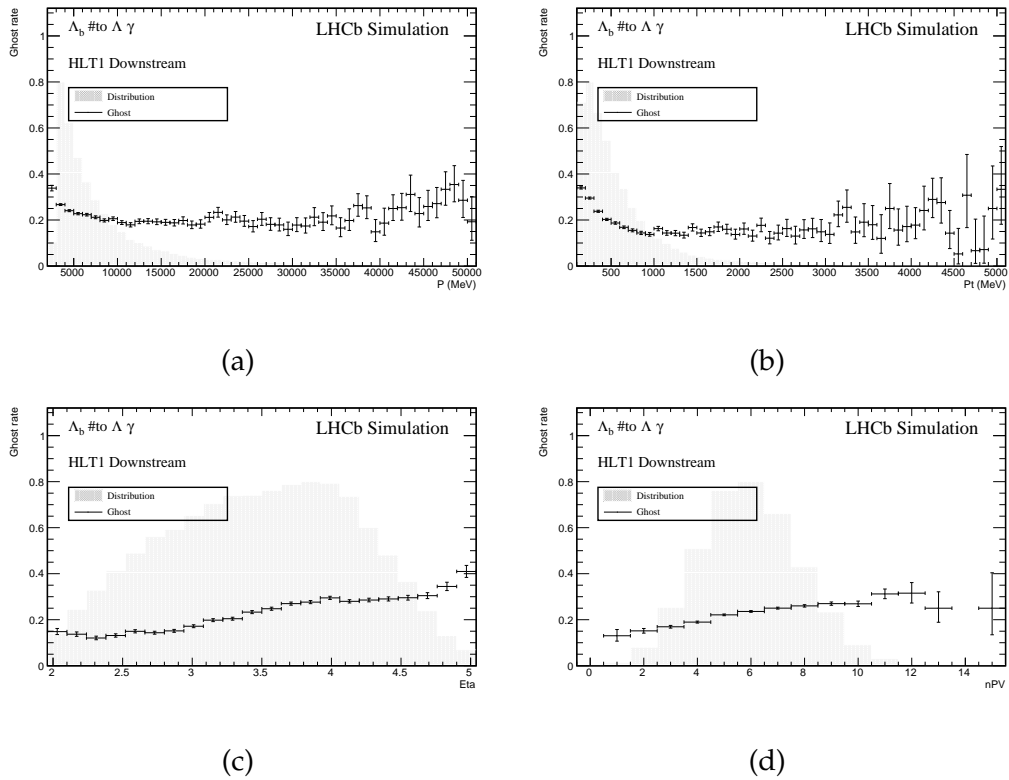 Ghost rate
1
0.8
0.6
0.4
0.2
0
Λb #to Λ γ
LHCb Simulation
HLT1 Downstream
Distribution
Ghost
5000 10000 15000 20000 25000 30000 35000 40000 45000 50000
P (MeV)
(a)
Ghost rate
1
0.8
0.6
0.4
0.2
0
Λb #to Λ γ
LHCb Simulation
HLT1 Downstream
Distribution
Ghost
500 1000 1500 2000 2500 3000 3500 4000 4500 5000
Pt (MeV)
(b)
Ghost rate
1
0.8
0.6
0.4
0.2
0
Λb #to Λ γ
LHCb Simulation
HLT1 Downstream
Distribution
Ghost
2 2.5 3 3.5 4 4.5 5
Eta
(c)
Ghost rate
1
0.8
0.6
0.4
0.2
0
Λb #to Λ γ
LHCb Simulation
HLT1 Downstream
Distribution
Ghost
0 2 4 6 8 10 12 14
nPV
(d)